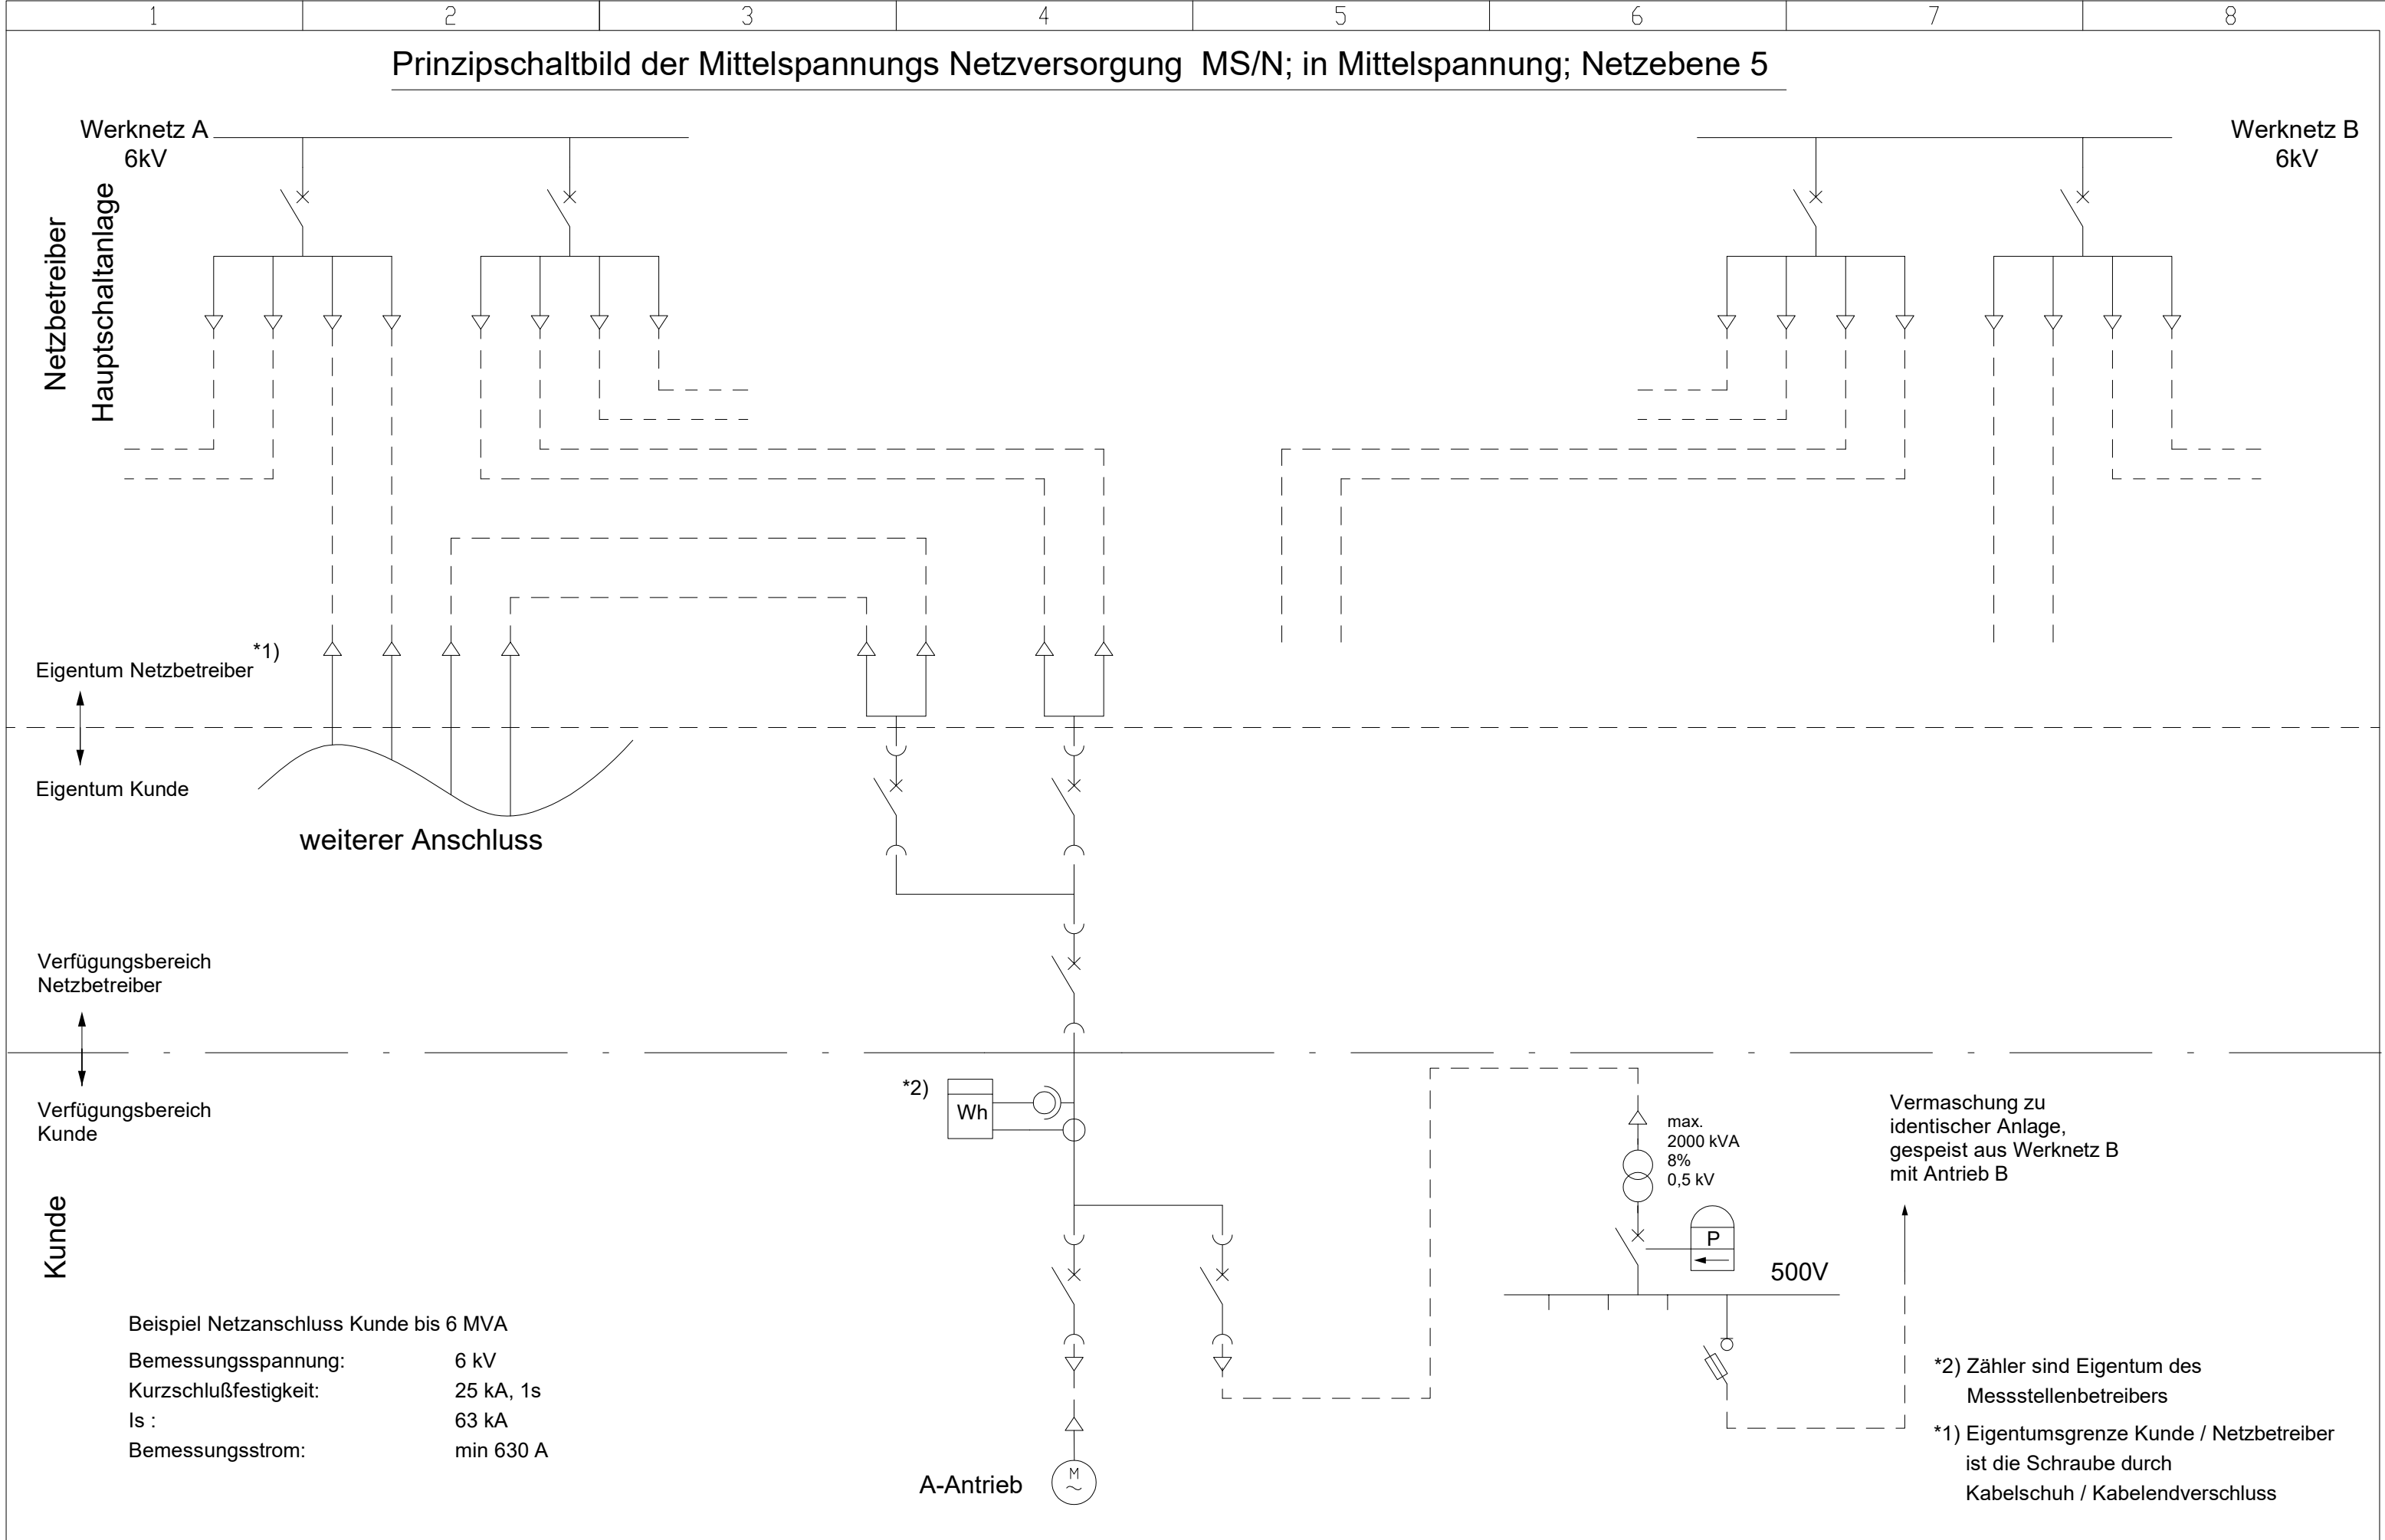 1 2 3 4 5 6 7 8
Prinzipschaltbild der Mittelspannungs Netzversorgung MS/N; in Mittelspannung; Netzebene 5
Werknetz A
6kV
Werknetz B
6kV
Netzbetreiber
Hauptschaltanlage
*1)
Eigentum Netzbetreiber
Eigentum Kunde
weiterer Anschluss
Verfügungsbereich
Netzbetreiber
Verfügungsbereich
Kunde
*2)
Wh
max.
2000 kVA
8%
0,5 kV
Vermaschung zu
identischer Anlage,
gespeist aus Werknetz B
mit Antrieb B
Kunde
P
500V
Beispiel Netzanschluss Kunde bis 6 MVA
Bemessungsspannung: 6 kV
Kurzschlußfestigkeit: 25 kA, 1s
Is : 63 kA
Bemessungsstrom: min 630 A
A-Antrieb
M
~
*2) Zähler sind Eigentum des
Messstellenbetreibers
*1) Eigentumsgrenze Kunde / Netzbetreiber
ist die Schraube durch
Kabelschuh / Kabelendverschluss